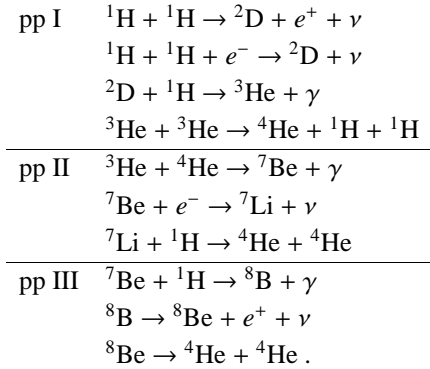 pp I ¹H + ¹H → ²D + e⁺ + ν
¹H + ¹H + e⁻ → ²D + ν
²D + ¹H → ³He + γ
³He + ³He → ⁴He + ¹H + ¹H
pp II ³He + ⁴He → ⁷Be + γ
⁷Be + e⁻ → ⁷Li + ν
⁷Li + ¹H → ⁴He + ⁴He
pp III ⁷Be + ¹H → ⁸B + γ
⁸B → ⁸Be + e⁺ + ν
⁸Be → ⁴He + ⁴He .